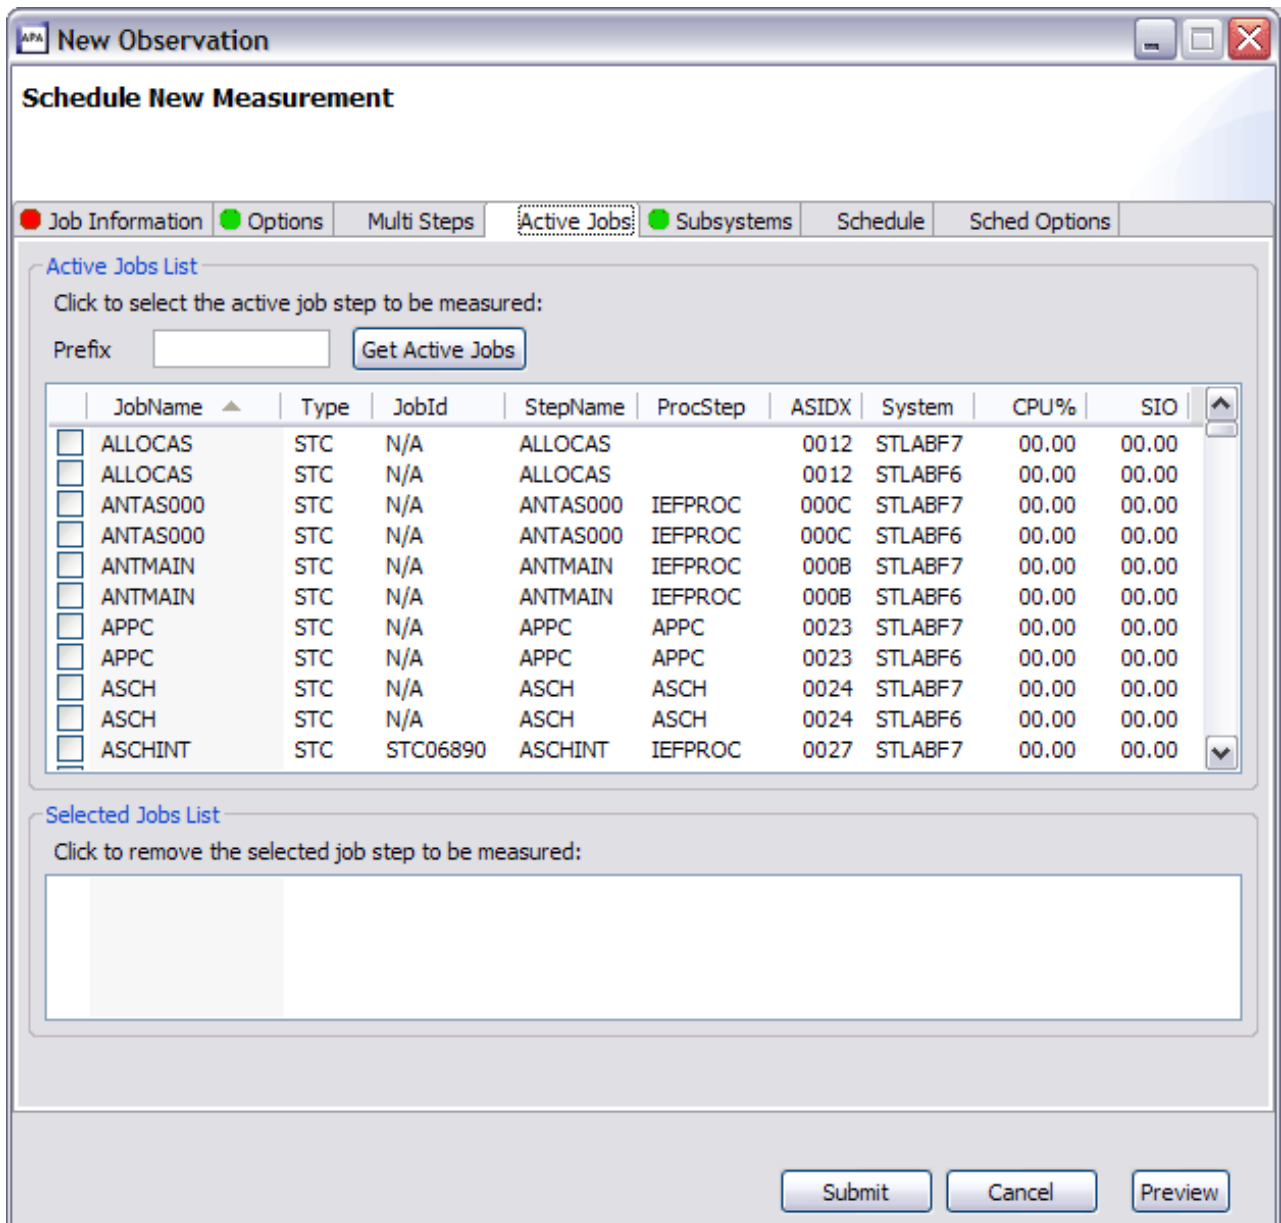 APA New Observation
Schedule New Measurement
Job Information Options Multi Steps Active Jobs Subsystems Schedule Sched Options
Active Jobs List
Click to select the active job step to be measured:
Prefix Get Active Jobs
JobName Type JobId StepName ProcStep ASIDX System CPU% SIO
ALLOCAS STC N/A ALLOCAS 0012 STLABF7 00.00 00.00
ALLOCAS STC N/A ALLOCAS 0012 STLABF6 00.00 00.00
ANTAS000 STC N/A ANTAS000 IEFPROC 000C STLABF7 00.00 00.00
ANTAS000 STC N/A ANTAS000 IEFPROC 000C STLABF6 00.00 00.00
ANTMAIN STC N/A ANTMAIN IEFPROC 000B STLABF7 00.00 00.00
ANTMAIN STC N/A ANTMAIN IEFPROC 000B STLABF6 00.00 00.00
APPC STC N/A APPC APPC 0023 STLABF7 00.00 00.00
APPC STC N/A APPC APPC 0023 STLABF6 00.00 00.00
ASCH STC N/A ASCH ASCH 0024 STLABF7 00.00 00.00
ASCH STC N/A ASCH ASCH 0024 STLABF6 00.00 00.00
ASCHINT STC STC06890 ASCHINT IEFPROC 0027 STLABF7 00.00 00.00
Selected Jobs List
Click to remove the selected job step to be measured:
Submit Cancel Preview